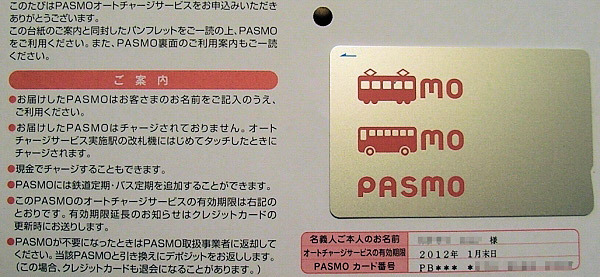 このたびはPASMOオートチャージサービスをお申込みいただき
ありがとうございます。
この台紙のご案内と同封したパンフレットをご一読の上、PASMO
をご利用ください。また、PASMO裏面のご利用案内もご一読
ください。
ご案内
●お届けしたPASMOはお客さまのお名前をご記入のうえ、
ご利用ください。
●お届けしたPASMOはチャージされておりません。オート
チャージサービス実施駅の改札機にはじめてタッチしたときに
チャージされます。
●現金でチャージすることもできます。
●PASMOには鉄道定期・バス定期を追加することができます。
●このPASMOのオートチャージサービスの有効期限は右記の
とおりです。有効期限延長のお知らせはクレジットカードの
更新時にお送りします。
●PASMOが不要になったときはPASMO取扱事業者に返却して
ください。当該PASMOと引き換えにデポジットをお返しします。
(この場合、クレジットカードも退会になることがあります。)
mo
mo
PASMO
名義人ご本人のお名前 様
オートチャージサービスの有効期限 2012年 1月末日
PASMO カード番号 PB***